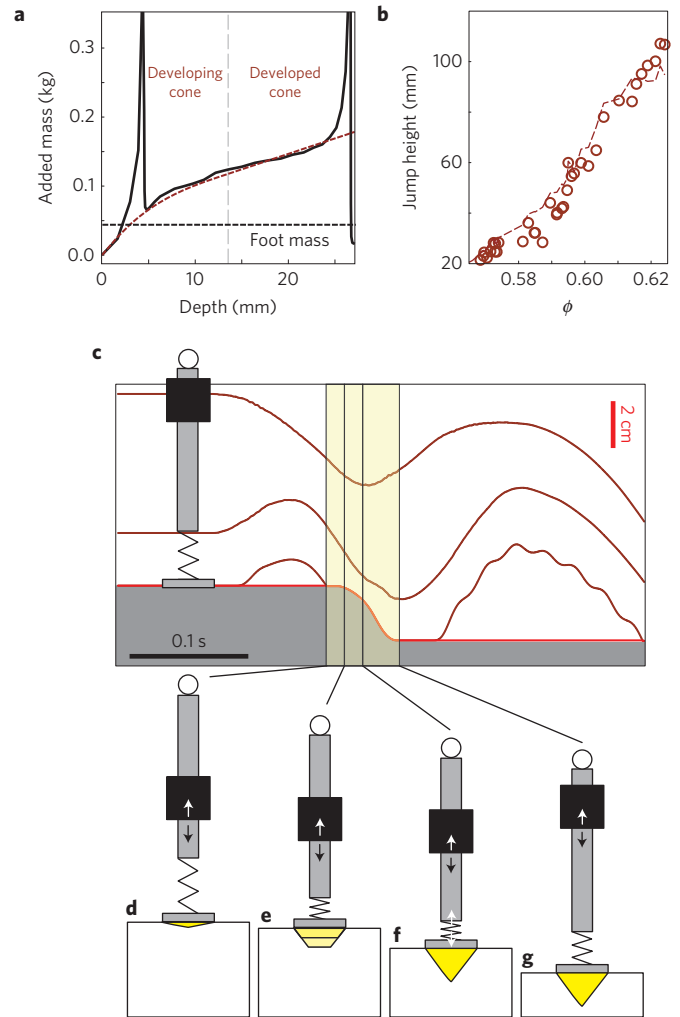 a
0.3
0.2
0.1
0.0
Added mass (kg)
Developing
cone
Developed
cone
Foot mass
0
10
20
Depth (mm)
b
100
60
20
Jump height (mm)
0.58
0.60
0.62
ϕ
c
2 cm
0.1 s
d
e
f
g